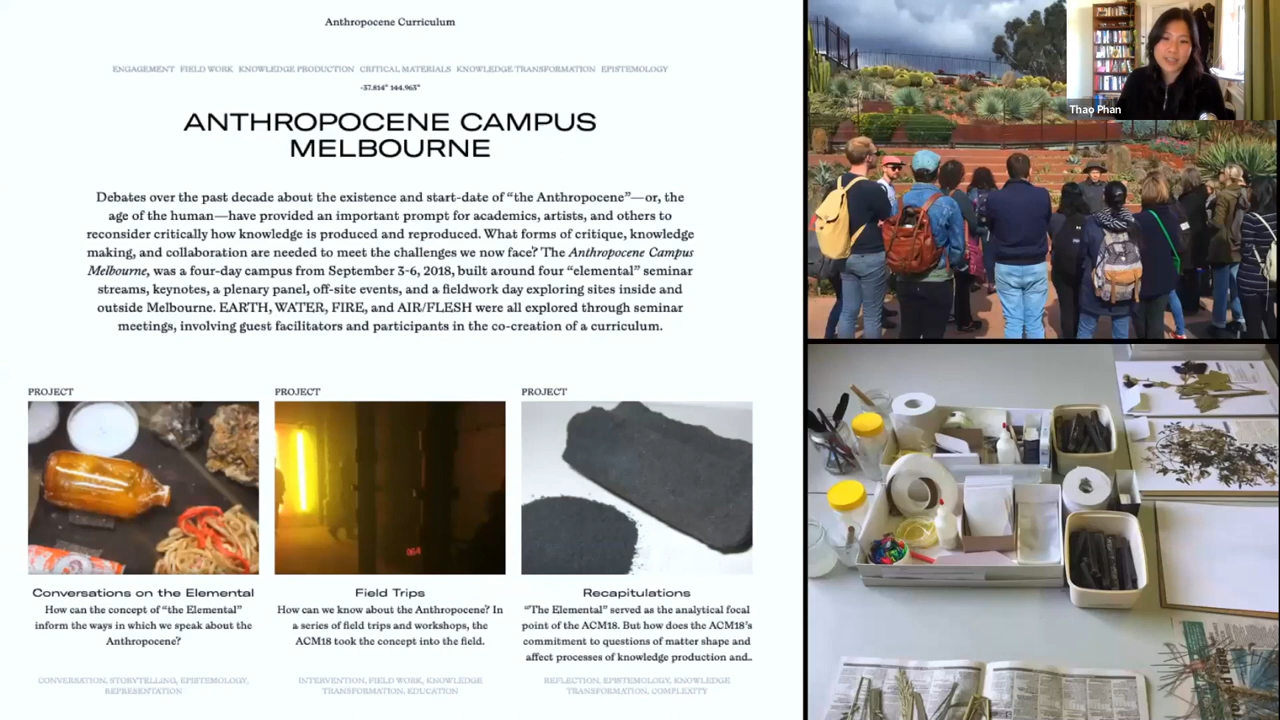 Anthropocene Curriculum
ENGAGEMENT FIELD WORK KNOWLEDGE PRODUCTION CRITICAL MATERIALS KNOWLEDGE TRANSFORMATION EPISTEMOLOGY
-37.814° 144.963°
ANTHROPOCENE CAMPUS
MELBOURNE
Debates over the past decade about the existence and start-date of “the Anthropocene”—or, the
age of the human—have provided an important prompt for academics, artists, and others to
reconsider critically how knowledge is produced and reproduced. What forms of critique, knowledge
making, and collaboration are needed to meet the challenges we now face? The Anthropocene Campus
Melbourne, was a four-day campus from September 3-6, 2018, built around four “elemental” seminar
streams, keynotes, a plenary panel, off-site events, and a fieldwork day exploring sites inside and
outside Melbourne. EARTH, WATER, FIRE, and AIR/FLESH were all explored through seminar
meetings, involving guest facilitators and participants in the co-creation of a curriculum.
PROJECT
PROJECT
PROJECT
064
Conversations on the Elemental
How can the concept of “the Elemental”
inform the ways in which we speak about the
Anthropocene?
CONVERSATION, STORYTELLING, EPISTEMOLOGY,
REPRESENTATION
Field Trips
How can we know about the Anthropocene? In
a series of field trips and workshops, the
ACM18 took the concept into the field.
INTERVENTION, FIELD WORK, KNOWLEDGE
TRANSFORMATION, EDUCATION
Recapitulations
“The Elemental” served as the analytical focal
point of the ACM18. But how does the ACM18’s
commitment to questions of matter shape and
affect processes of knowledge production and..
REFLECTION, EPISTEMOLOGY, KNOWLEDGE
TRANSFORMATION, COMPLEXITY
Thao Phan